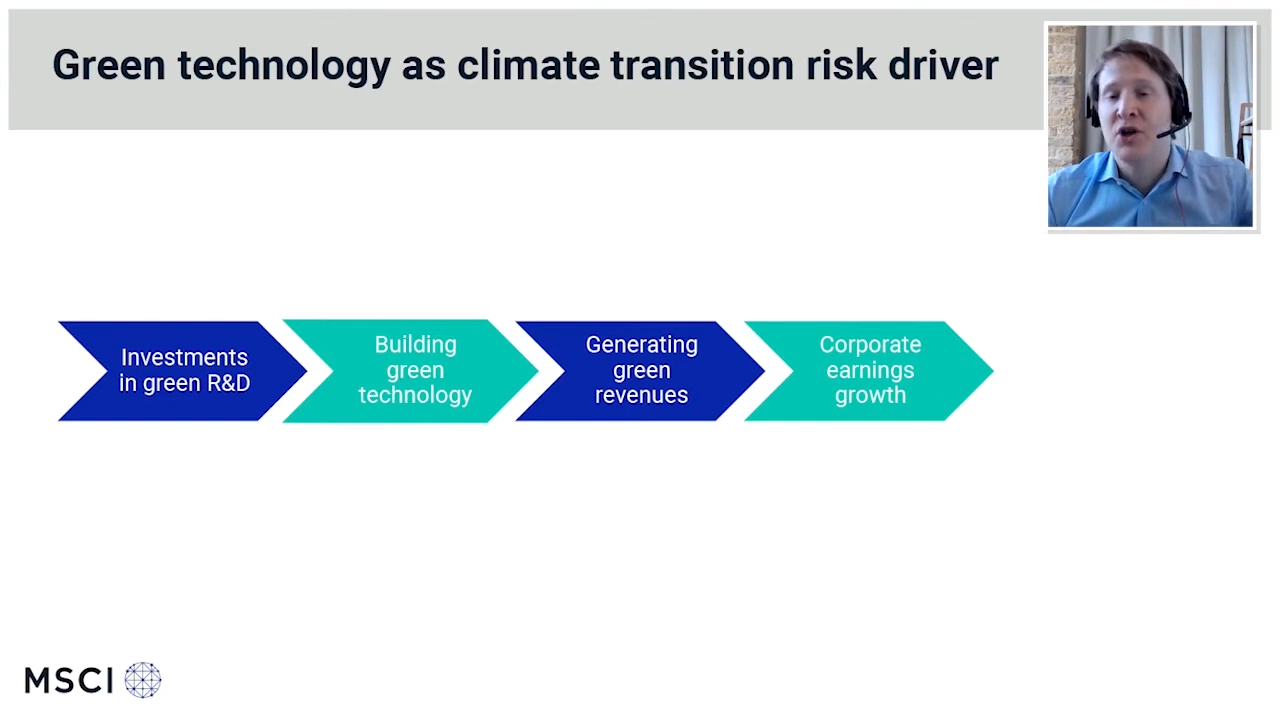 Green technology as climate transition risk driver
Investments
in green R&D
Building
green
technology
Generating
green
revenues
Corporate
earnings
growth
MSCI